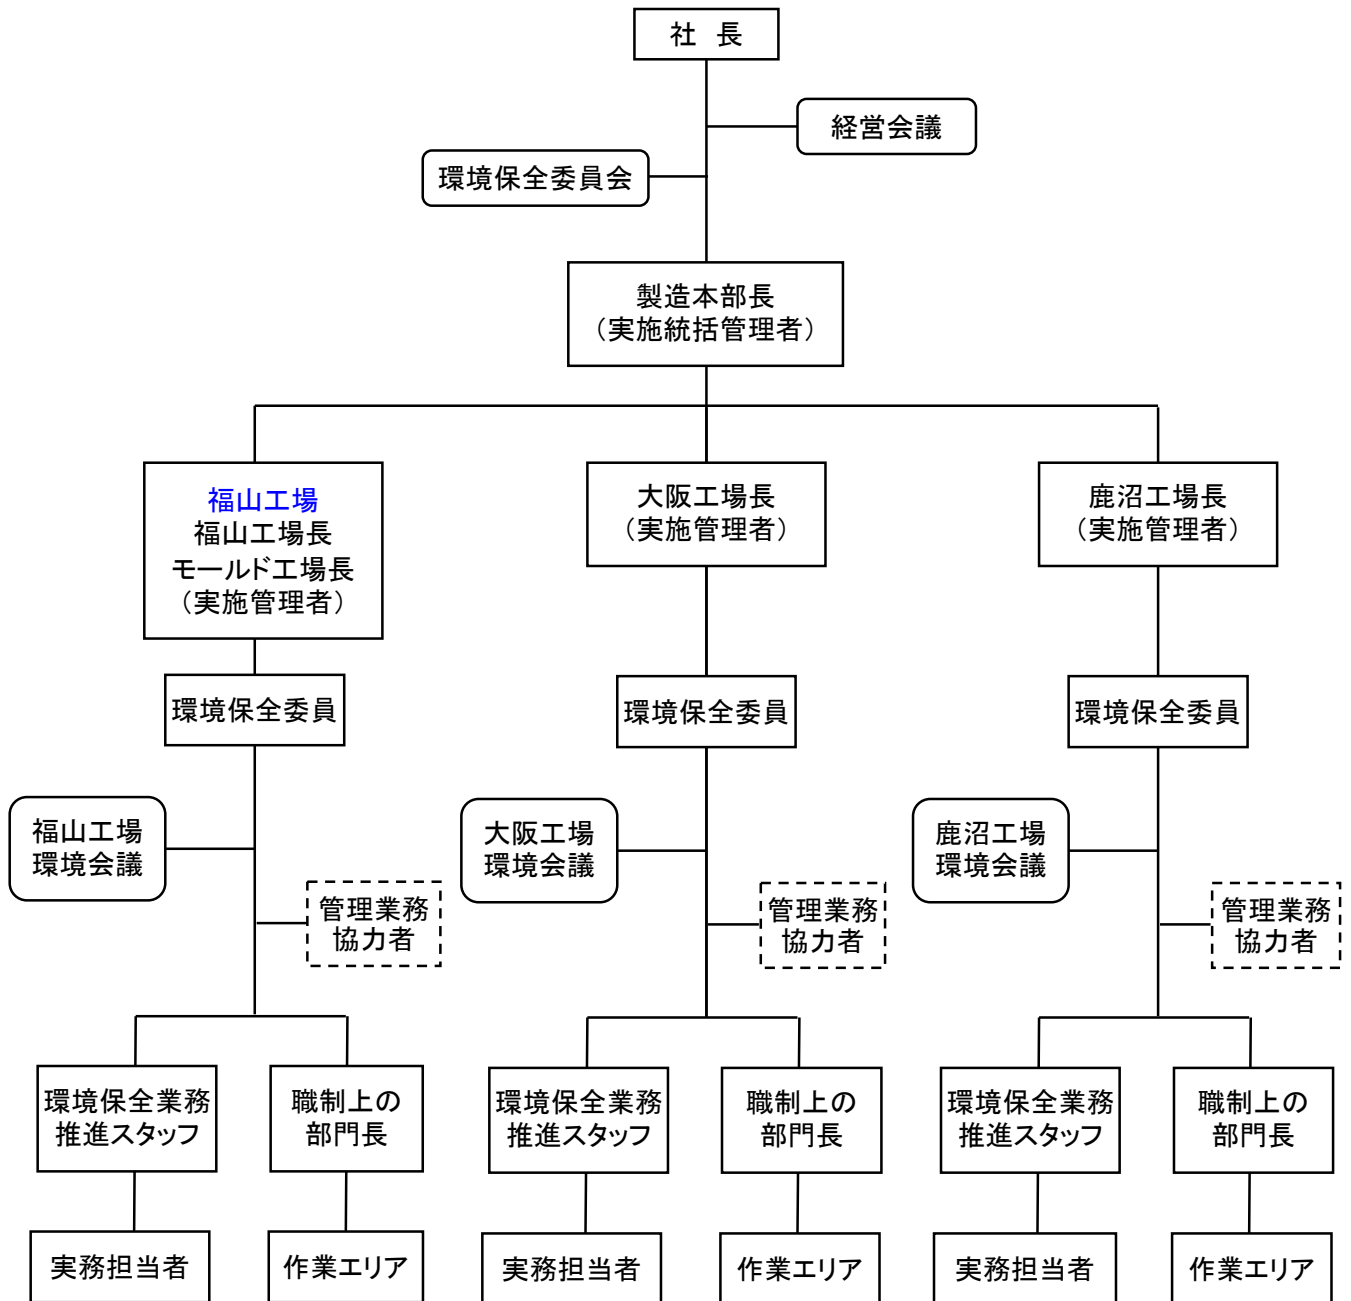 社 長
経営会議
環境保全委員会
製造本部長
（実施統括管理者）
福山工場
福山工場長
モールド工場長
（実施管理者）
大阪工場長
（実施管理者）
鹿沼工場長
（実施管理者）
環境保全委員
環境保全委員
環境保全委員
福山工場
環境会議
大阪工場
環境会議
鹿沼工場
環境会議
管理業務
協力者
管理業務
協力者
管理業務
協力者
環境保全業務
推進スタッフ
職制上の
部門長
環境保全業務
推進スタッフ
職制上の
部門長
環境保全業務
推進スタッフ
職制上の
部門長
実務担当者
作業エリア
実務担当者
作業エリア
実務担当者
作業エリア